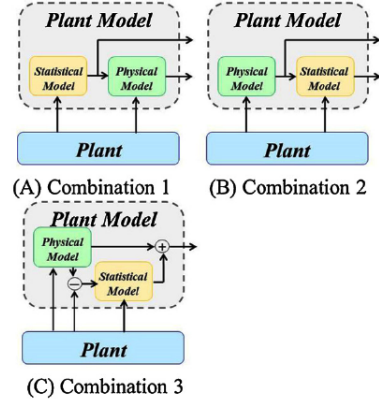 Plant Model
Statistical
Model
Physical
Model
Plant
(A) Combination 1
Plant Model
Physical
Model
Statistical
Model
Plant
(B) Combination 2
Plant Model
Physical
Model
+
−
Statistical
Model
Plant
(C) Combination 3